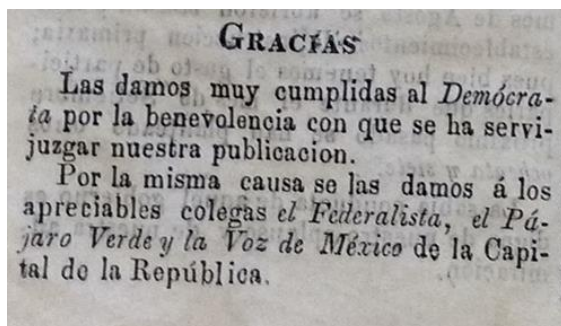 GRACIAS
Las damos muy cumplidas al Demócra-
ia por la benevolencia con que se ha servi-
juzgar nuestra publicacion.
Por la misma causa se las damos á los
apreciables colegas el Federalista, el Pá-
jaro Verde y la Voz de México de la Capi-
tal de la República.